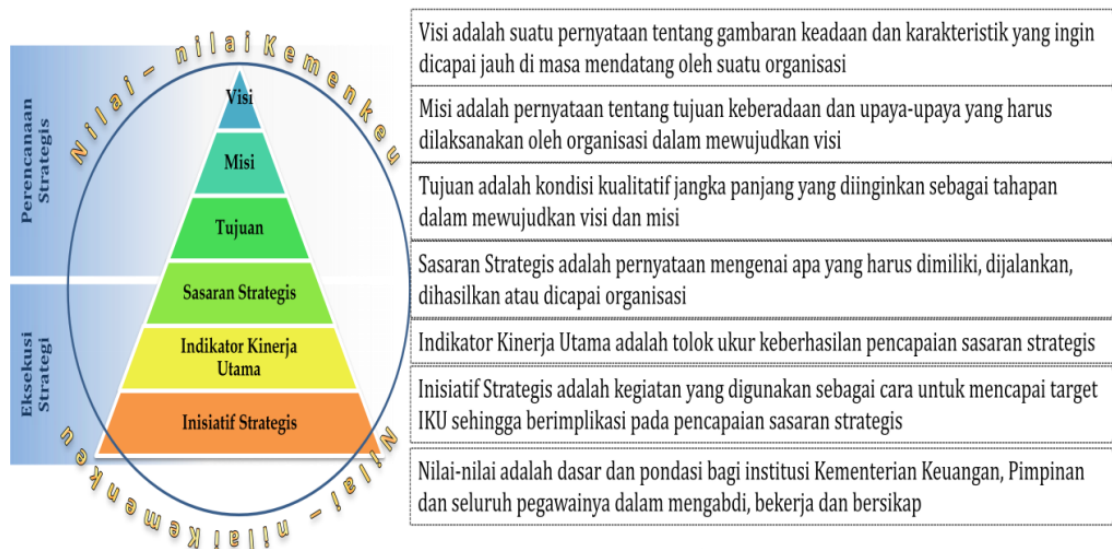 Nilai – nilai Kemenkeu
Perencanaan
Strategis
Visi
Misi
Tujuan
Eksekusi
Strategi
Sasaran Strategis
Indikator Kinerja
Utama
Inisiatif Strategis
Nilai – nilai Kemenkeu
Visi adalah suatu pernyataan tentang gambaran keadaan dan karakteristik yang ingin
dicapai jauh di masa mendatang oleh suatu organisasi
Misi adalah pernyataan tentang tujuan keberadaan dan upaya-upaya yang harus
dilaksanakan oleh organisasi dalam mewujudkan visi
Tujuan adalah kondisi kualitatif jangka panjang yang diinginkan sebagai tahapan
dalam mewujudkan visi dan misi
Sasaran Strategis adalah pernyataan mengenai apa yang harus dimiliki, dijalankan,
dihasilkan atau dicapai organisasi
Indikator Kinerja Utama adalah tolok ukur keberhasilan pencapaian sasaran strategis
Inisiatif Strategis adalah kegiatan yang digunakan sebagai cara untuk mencapai target
IKU sehingga berimplikasi pada pencapaian sasaran strategis
Nilai-nilai adalah dasar dan pondasi bagi institusi Kementerian Keuangan, Pimpinan
dan seluruh pegawainya dalam mengabdi, bekerja dan bersikap